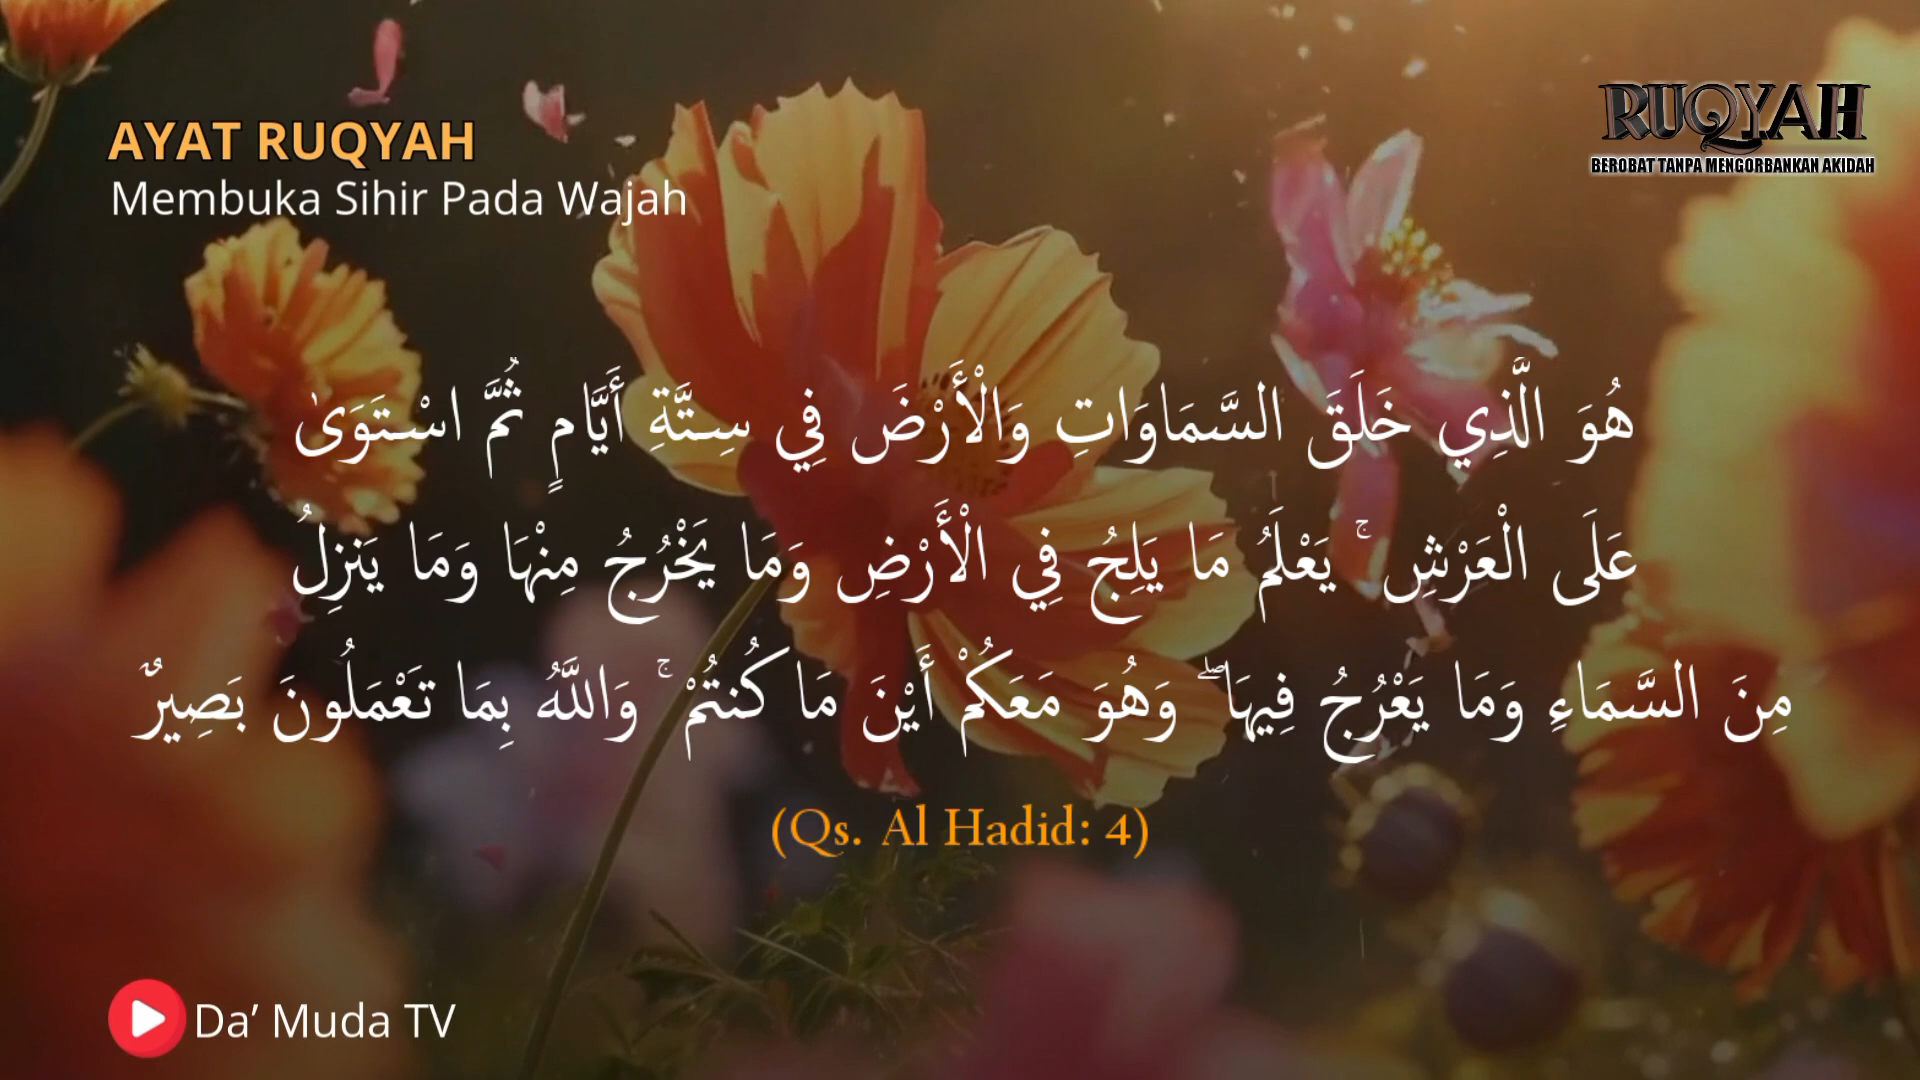 AYAT RUQYAH
Membuka Sihir Pada Wajah
RUQYAH
BEROBAT TANPA MENGORBANKAN AKIDAH
هُوَ الَّذِي خَلَقَ السَّمَاوَاتِ وَالْأَرْضَ فِي سِتَّةِ أَيَّامٍ ثُمَّ اسْتَوَىٰ
عَلَى الْعَرْشِ ۚ يَعْلَمُ مَا يَلِجُ فِي الْأَرْضِ وَمَا يَخْرُجُ مِنْهَا وَمَا يَنزِلُ
مِنَ السَّمَاءِ وَمَا يَعْرُجُ فِيهَا ۖ وَهُوَ مَعَكُمْ أَيْنَ مَا كُنتُمْ ۚ وَاللَّهُ بِمَا تَعْمَلُونَ بَصِيرٌ
(Qs. Al Hadid: 4)
Da’ Muda TV